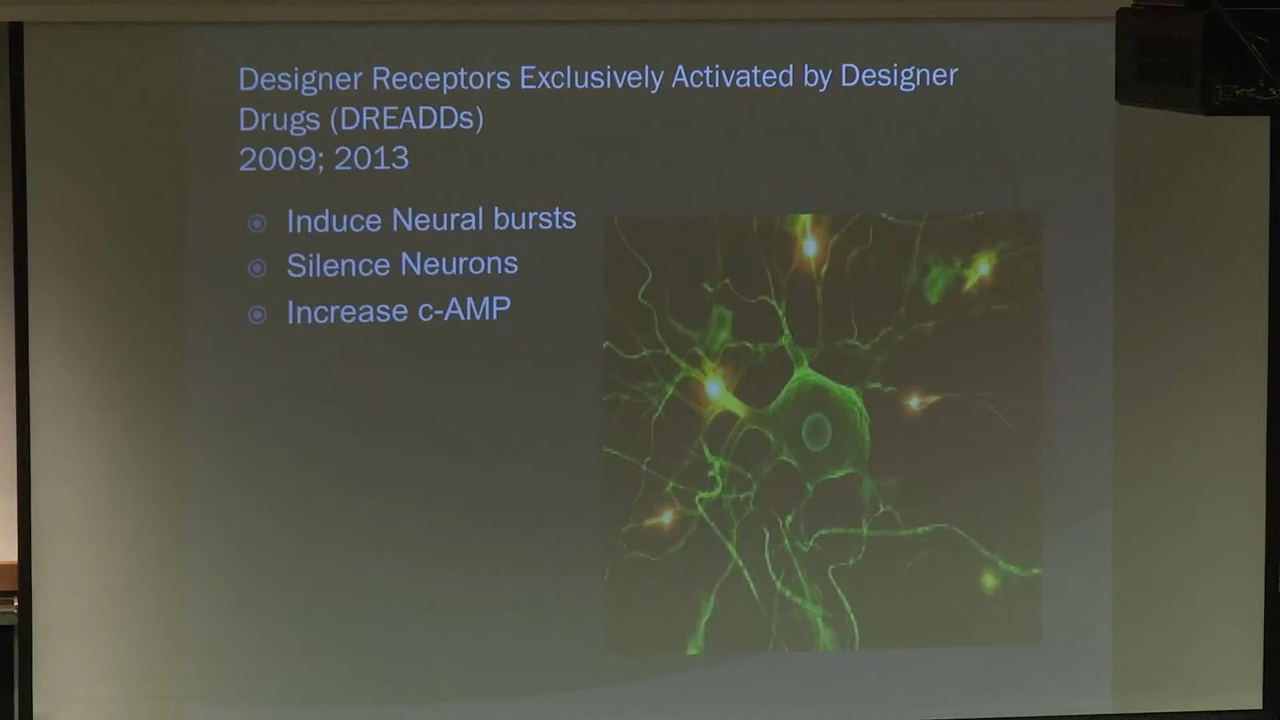 Designer Receptors Exclusively Activated by Designer
Drugs (DREADDs)
2009; 2013
Induce Neural bursts
Silence Neurons
Increase c-AMP